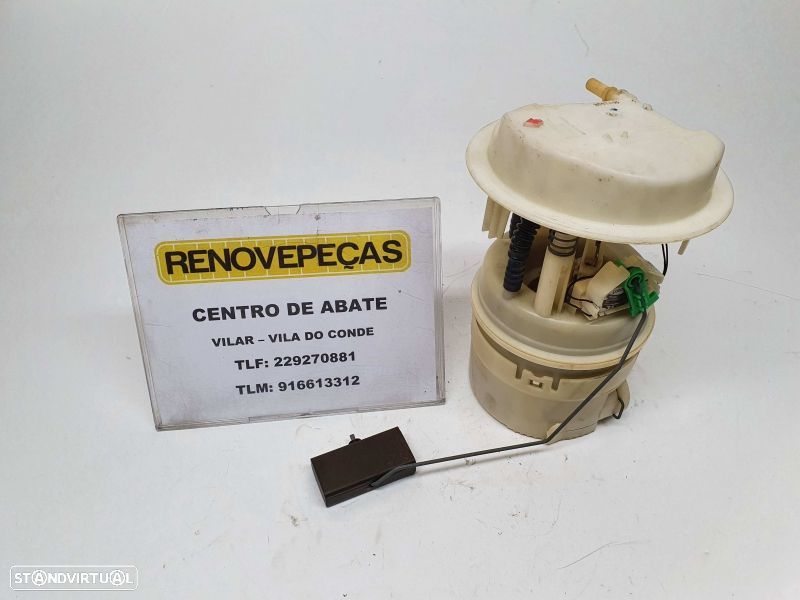 RENOVEPEÇAS
CENTRO DE ABATE
VILAR – VILA DO CONDE
TLF: 229270881
TLM: 916613312
STANDVIRTUAL